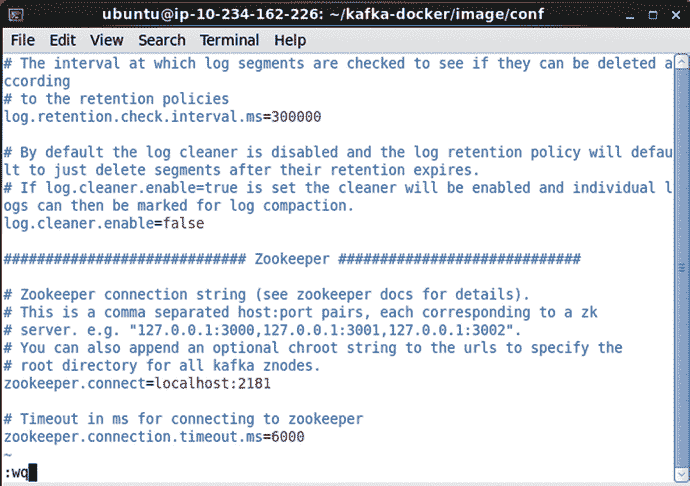 ubuntu@ip-10-234-162-226: ~/kafka-docker/image/conf
File Edit View Search Terminal Help
# The interval at which log segments are checked to see if they can be deleted a
ccording
# to the retention policies
log.retention.check.interval.ms=300000
# By default the log cleaner is disabled and the log retention policy will defau
lt to just delete segments after their retention expires.
# If log.cleaner.enable=true is set the cleaner will be enabled and individual l
ogs can then be marked for log compaction.
log.cleaner.enable=false
############################# Zookeeper #############################
# Zookeeper connection string (see zookeeper docs for details).
# This is a comma separated host:port pairs, each corresponding to a zk
# server. e.g. "127.0.0.1:3000,127.0.0.1:3001,127.0.0.1:3002".
# You can also append an optional chroot string to the urls to specify the
# root directory for all kafka znodes.
zookeeper.connect=localhost:2181
# Timeout in ms for connecting to zookeeper
zookeeper.connection.timeout.ms=6000
~
:wq